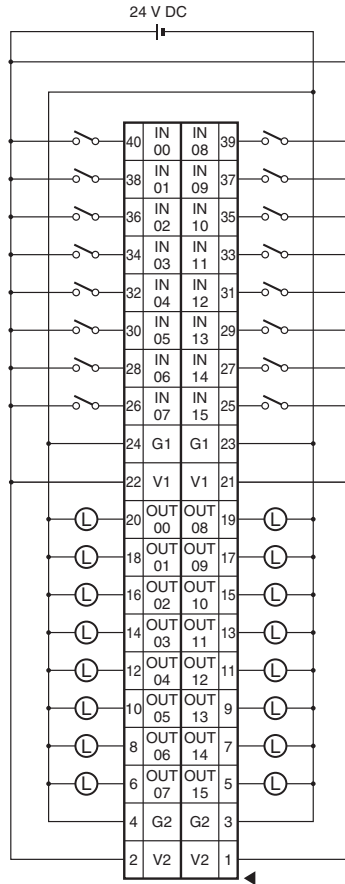 24 V DC
40 IN 00 IN 08 39
38 IN 01 IN 09 37
36 IN 02 IN 10 35
34 IN 03 IN 11 33
32 IN 04 IN 12 31
30 IN 05 IN 13 29
28 IN 06 IN 14 27
26 IN 07 IN 15 25
24 G1 G1 23
22 V1 V1 21
L 20 OUT 00 OUT 08 19 L
L 18 OUT 01 OUT 09 17 L
L 16 OUT 02 OUT 10 15 L
L 14 OUT 03 OUT 11 13 L
L 12 OUT 04 OUT 12 11 L
L 10 OUT 05 OUT 13 9 L
L 8 OUT 06 OUT 14 7 L
L 6 OUT 07 OUT 15 5 L
4 G2 G2 3
2 V2 V2 1